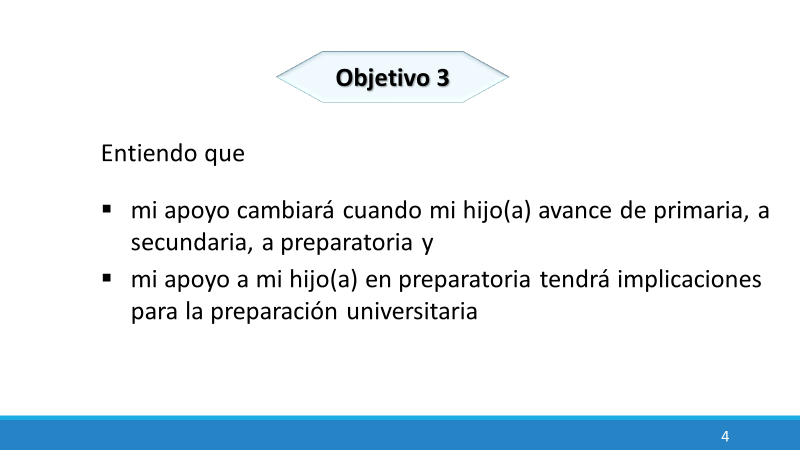 Objetivo 3
Entiendo que
▪ mi apoyo cambiará cuando mi hijo(a) avance de primaria, a
secundaria, a preparatoria y
▪ mi apoyo a mi hijo(a) en preparatoria tendrá implicaciones
para la preparación universitaria
4